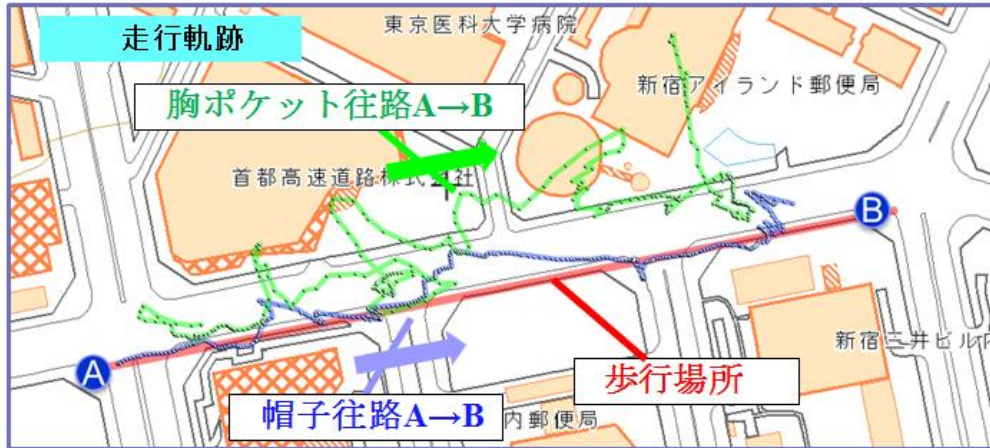 走行軌跡
東京医科大学病院
新宿アイランド郵便局
胸ポケット往路A→B
首都高速道路株式会社
B
新宿三井ビル内
A
歩行場所
帽子往路A→B
内郵便局